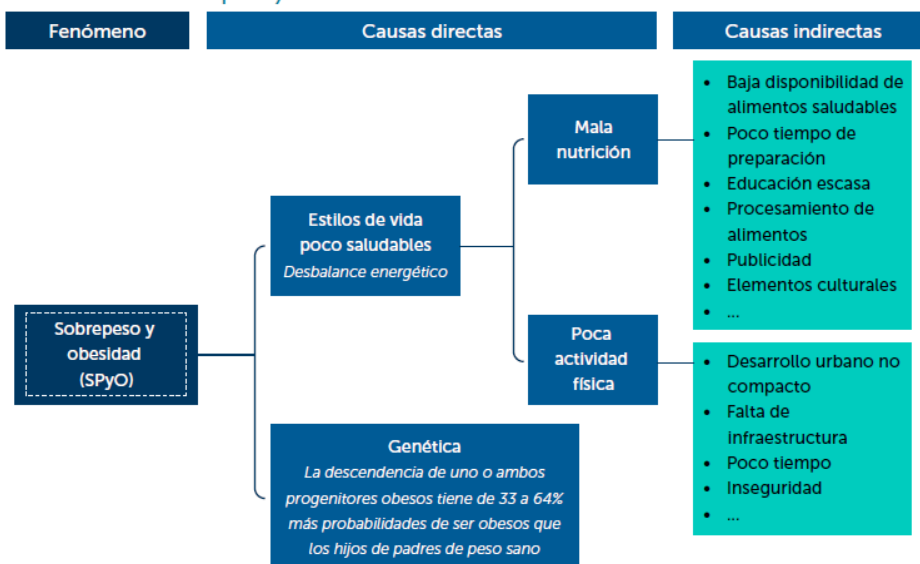 Fenómeno
Causas directas
Causas indirectas
Sobrepeso y
obesidad
(SPyO)
Estilos de vida
poco saludables
Desbalance energético
Genética
La descendencia de uno o ambos
progenitores obesos tiene de 33 a 64%
más probabilidades de ser obesos que
los hijos de padres de peso sano
Mala
nutrición
Poca
actividad
física
• Baja disponibilidad de
alimentos saludables
• Poco tiempo de
preparación
• Educación escasa
• Procesamiento de
alimentos
• Publicidad
• Elementos culturales
• ...
• Desarrollo urbano no
compacto
• Falta de
infraestructura
• Poco tiempo
• Inseguridad
• ...